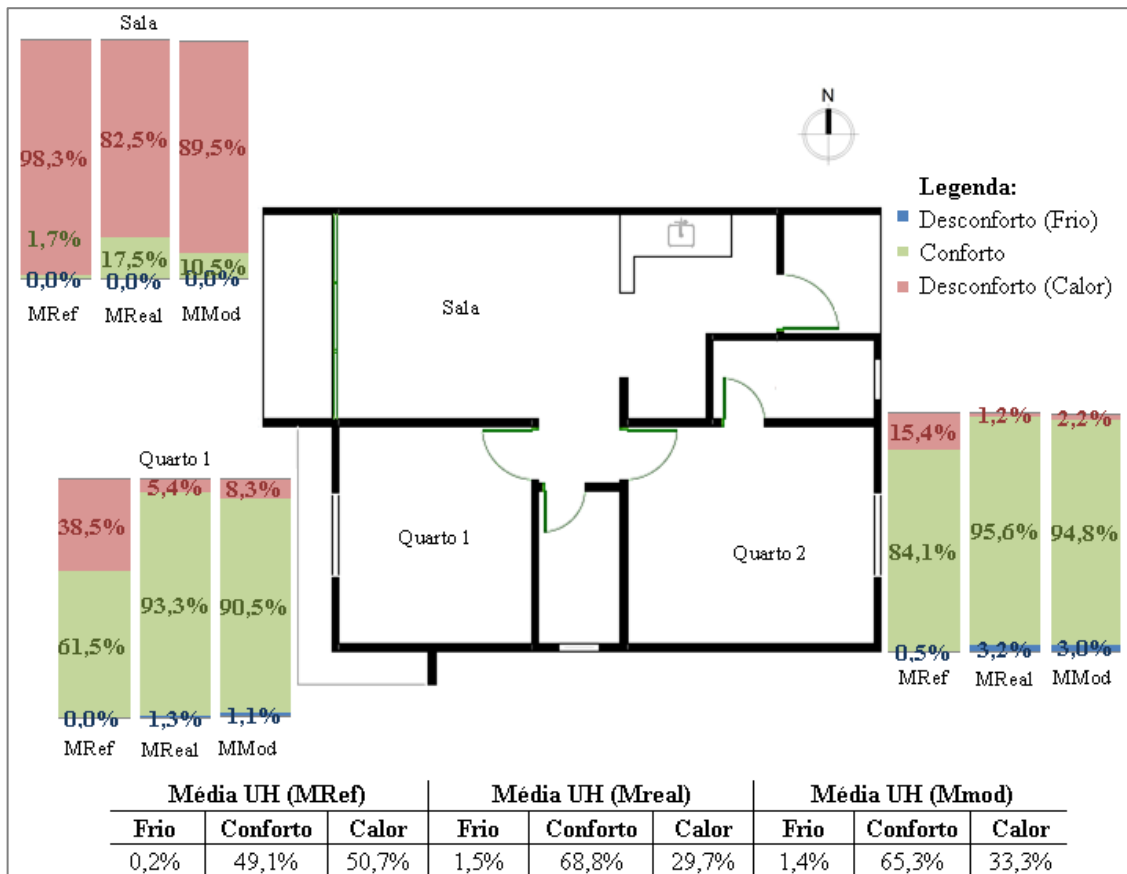 Sala
98,3%
82,5%
89,5%
1,7%
17,5%
10,5%
0,0%
0,0%
0,0%
MRef
MReal
MMod
N
Legenda:
Desconforto (Frio)
Conforto
Desconforto (Calor)
Sala
Quarto 1
Quarto 2
Quarto 1
38,5%
5,4%
8,3%
61,5%
93,3%
90,5%
0,0%
1,3%
1,1%
MRef
MReal
MMod
15,4%
1,2%
2,2%
84,1%
95,6%
94,8%
0,5%
3,2%
3,0%
MRef
MReal
MMod
Média UH (MRef) Média UH (Mreal) Média UH (Mmod)
Frio Conforto Calor Frio Conforto Calor Frio Conforto Calor
0,2% 49,1% 50,7% 1,5% 68,8% 29,7% 1,4% 65,3% 33,3%